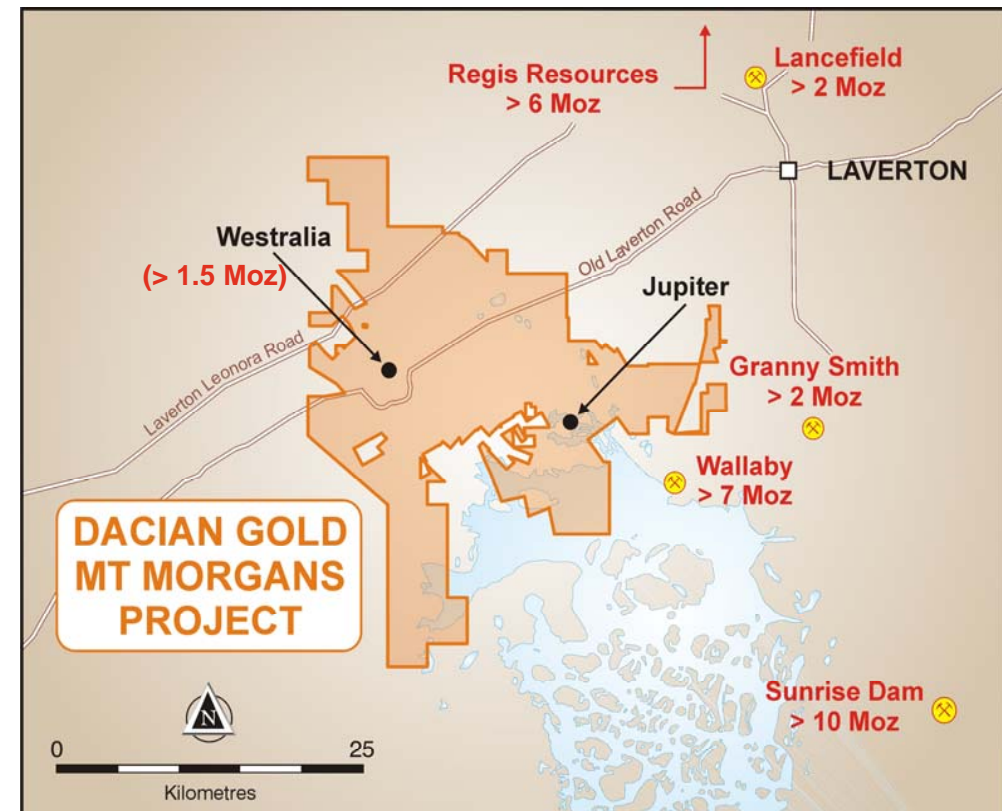 Regis Resources
> 6 Moz
Lancefield
> 2 Moz
LAVERTON
Westralia
(> 1.5 Moz)
Old Laverton Road
Jupiter
Laverton Leonora Road
Granny Smith
> 2 Moz
Wallaby
> 7 Moz
DACIAN GOLD
MT MORGANS
PROJECT
Sunrise Dam
> 10 Moz
N
0
25
Kilometres